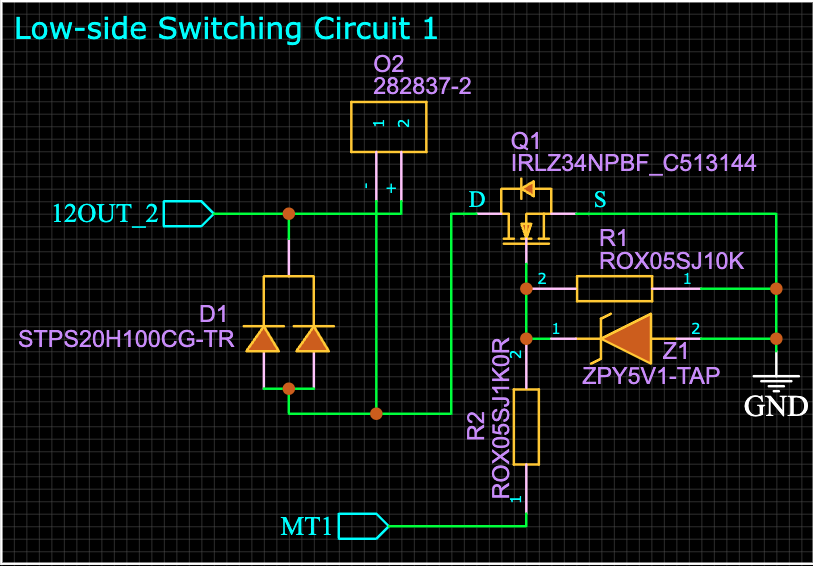 Low-side Switching Circuit 1
O2
282837-2
1
2
-
+
12OUT_2
Q1
IRLZ34NPBF_C513144
D
S
R1
ROX05SJ10K
2
1
D1
STPS20H100CG-TR
1
2
Z1
ZPY5V1-TAP
GND
2
R2
ROX05SJ1K0R
1
MT1